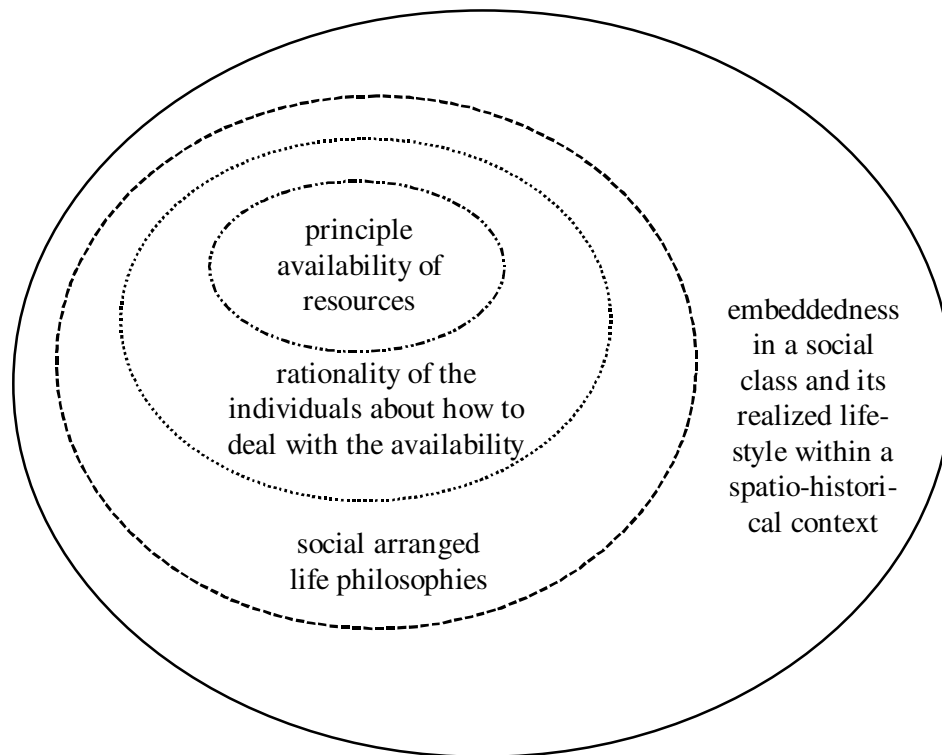 principle
availability of
resources
rationality of the
individuals about how to
deal with the availability
social arranged
life philosophies
embeddedness
in a social
class and its
realized life-
style within a
spatio-histori-
cal context